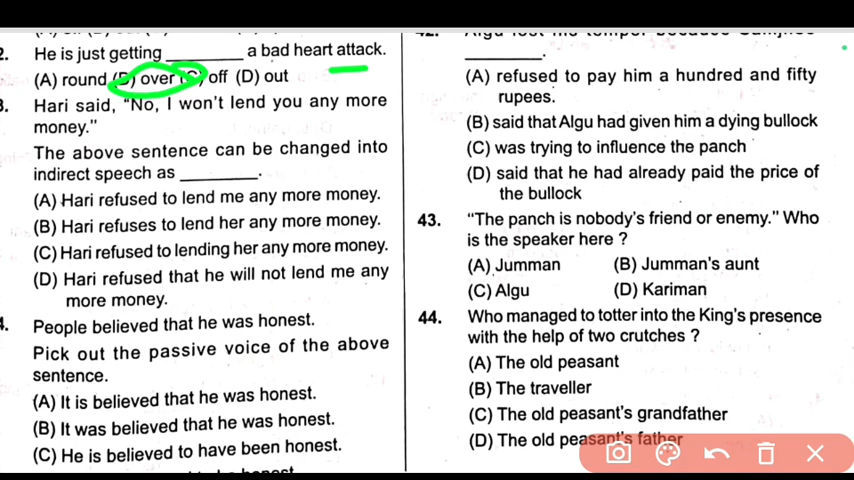 2. He is just getting ________ a bad heart attack.
(A) round (B) over (C) off (D) out
3. Hari said, "No, I won't lend you any more
money."
The above sentence can be changed into
indirect speech as ________.
(A) Hari refused to lend me any more money.
(B) Hari refuses to lend her any more money.
(C) Hari refused to lending her any more money.
(D) Hari refused that he will not lend me any
more money.
4. People believed that he was honest.
Pick out the passive voice of the above
sentence.
(A) It is believed that he was honest.
(B) It was believed that he was honest.
(C) He is believed to have been honest.
________.
(A) refused to pay him a hundred and fifty
rupees.
(B) said that Algu had given him a dying bullock
(C) was trying to influence the panch
(D) said that he had already paid the price of
the bullock
43. "The panch is nobody's friend or enemy." Who
is the speaker here ?
(A) Jumman (B) Jumman's aunt
(C) Algu (D) Kariman
44. Who managed to totter into the King's presence
with the help of two crutches ?
(A) The old peasant
(B) The traveller
(C) The old peasant's grandfather
(D) The old peasant's father